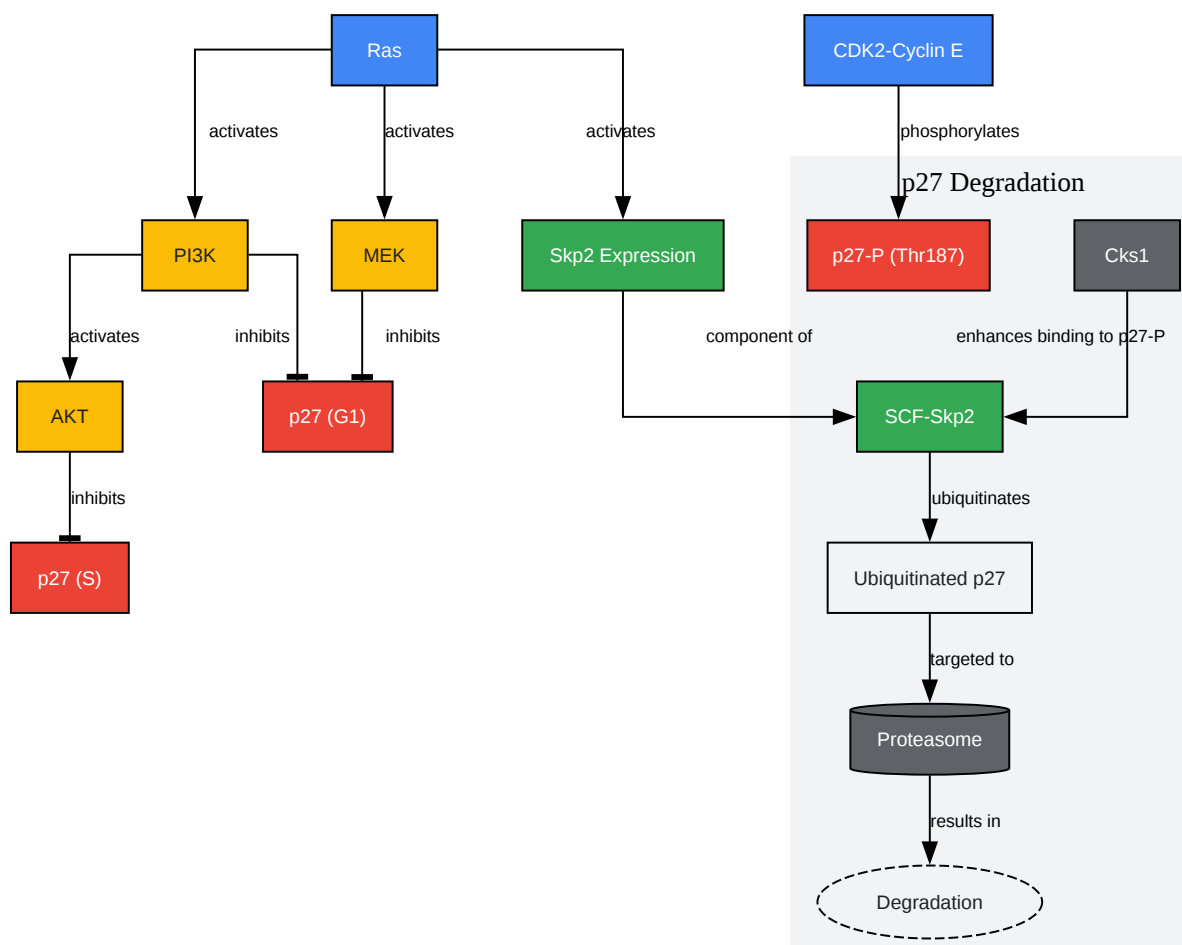 Ras
CDK2-Cyclin E
activates
activates
activates
phosphorylates
p27 Degradation
PI3K
MEK
Skp2 Expression
p27-P (Thr187)
Cks1
activates
inhibits
inhibits
component of
enhances binding to p27-P
AKT
p27 (G1)
SCF-Skp2
inhibits
ubiquitinates
p27 (S)
Ubiquitinated p27
targeted to
Proteasome
results in
Degradation